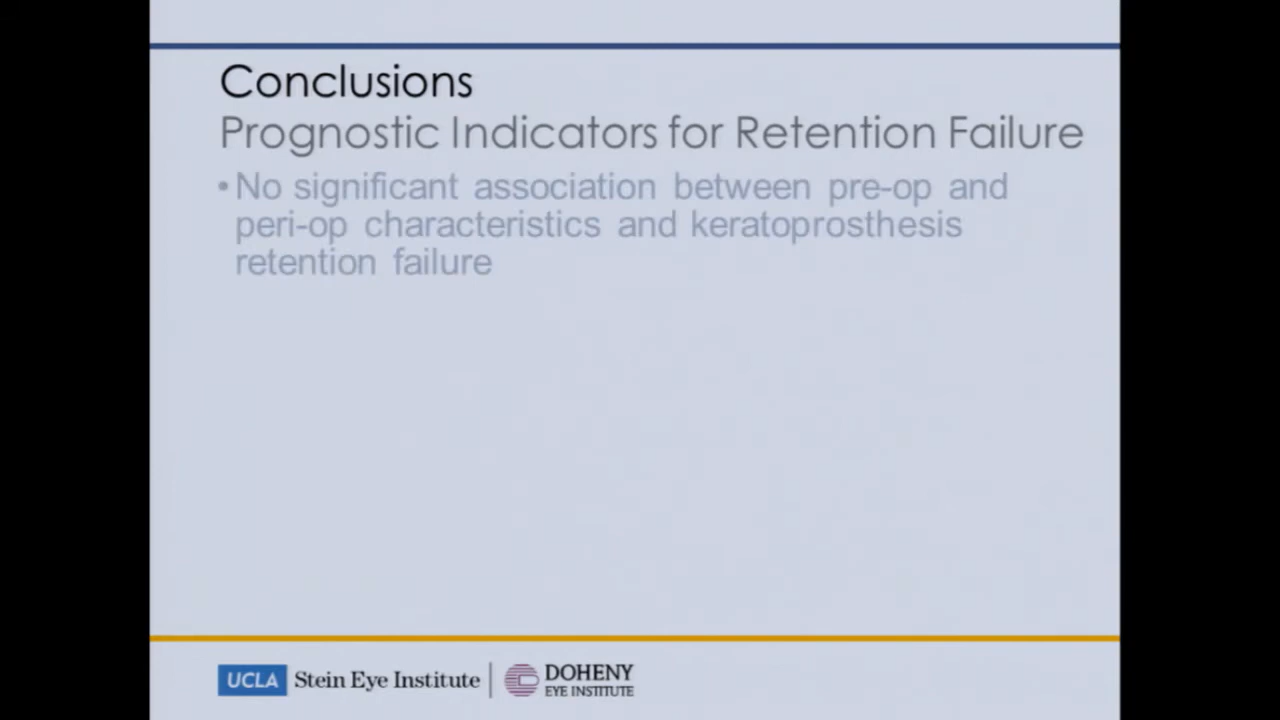 Conclusions
Prognostic Indicators for Retention Failure
• No significant association between pre-op and
peri-op characteristics and keratoprosthesis
retention failure
UCLA Stein Eye Institute | DOHENY
EYE INSTITUTE